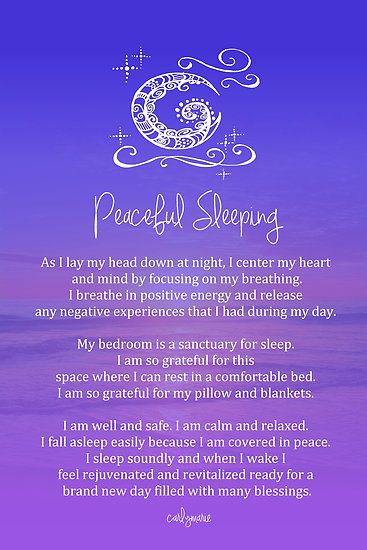 Peaceful Sleeping
As I lay my head down at night, I center my heart
and mind by focusing on my breathing.
I breathe in positive energy and release
any negative experiences that I had during my day.
My bedroom is a sanctuary for sleep.
I am so grateful for this
space where I can rest in a comfortable bed.
I am so grateful for my pillow and blankets.
I am well and safe. I am calm and relaxed.
I fall asleep easily because I am covered in peace.
I sleep soundly and when I wake I
feel rejuvenated and revitalized ready for a
brand new day filled with many blessings.
carlymarie